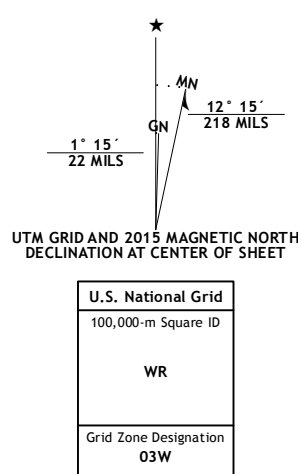 ★
MN
GN
12° 15´
218 MILS
1° 15´
22 MILS
UTM GRID AND 2015 MAGNETIC NORTH
DECLINATION AT CENTER OF SHEET
U.S. National Grid
100,000-m Square ID
WR
Grid Zone Designation
03W